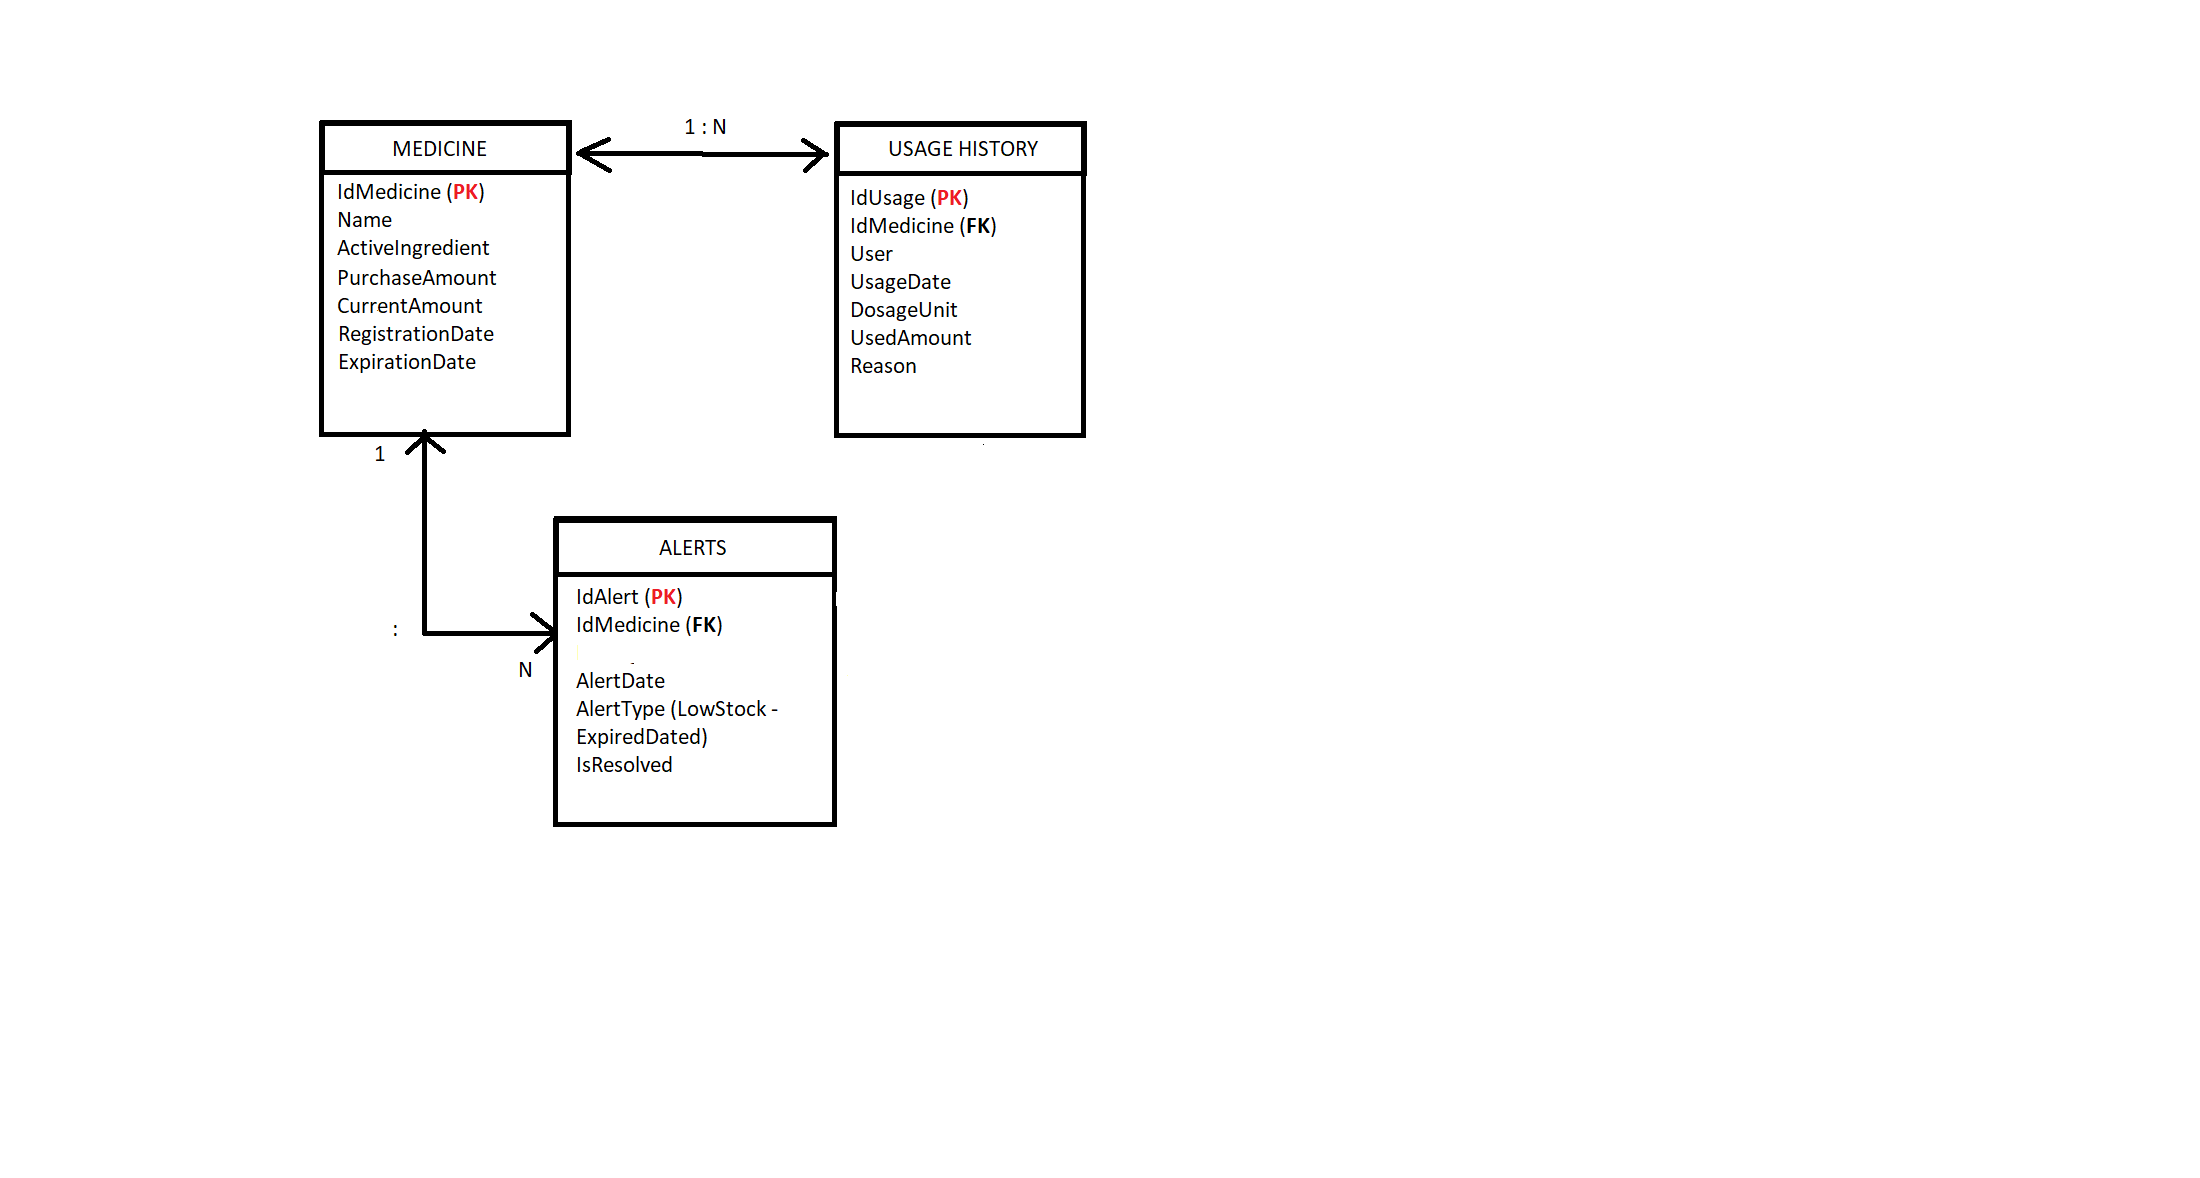 1 : N
MEDICINE
IdMedicine (PK)
Name
ActiveIngredient
PurchaseAmount
CurrentAmount
RegistrationDate
ExpirationDate
USAGE HISTORY
IdUsage (PK)
IdMedicine (FK)
User
UsageDate
DosageUnit
UsedAmount
Reason
1
:
N
ALERTS
IdAlert (PK)
IdMedicine (FK)
AlertDate
AlertType (LowStock -
ExpiredDated)
IsResolved